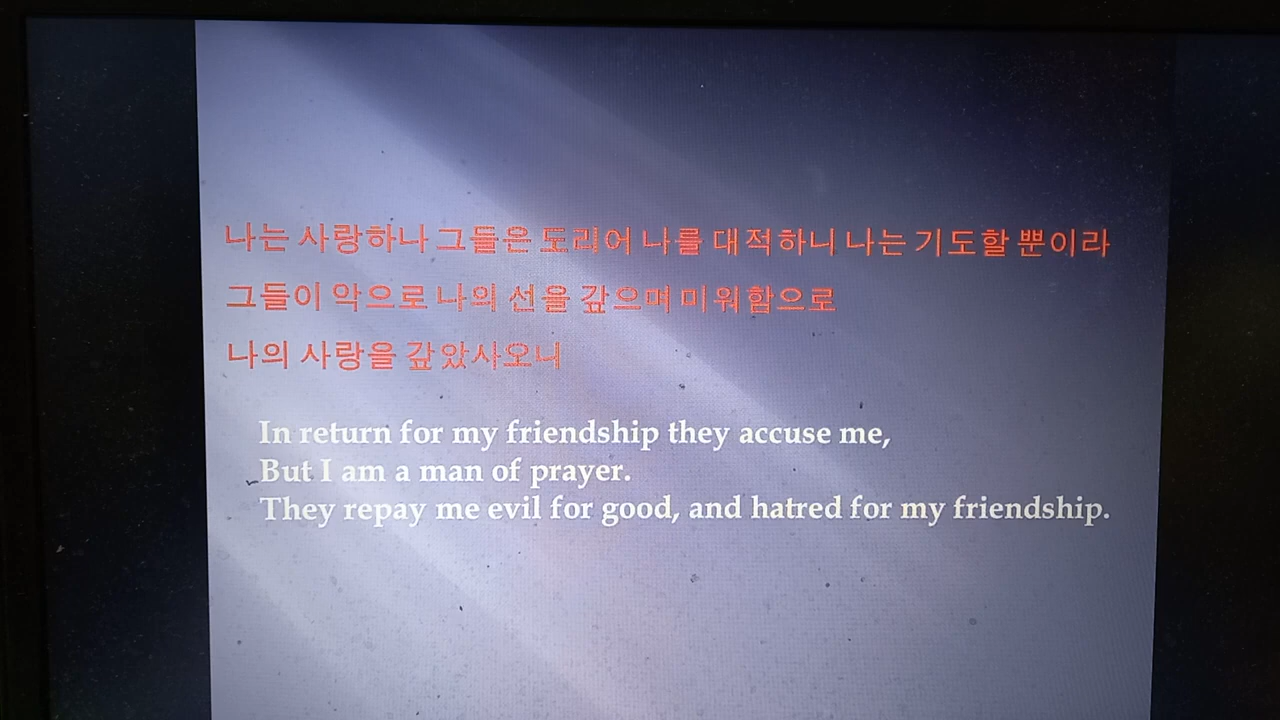 나는 사랑하나 그들은 도리어 나를 대적하니 나는 기도할 뿐이라
그들이 악으로 나의 선을 갚으며 미워함으로
나의 사랑을 갚았사오니
In return for my friendship they accuse me,
But I am a man of prayer.
They repay me evil for good, and hatred for my friendship.